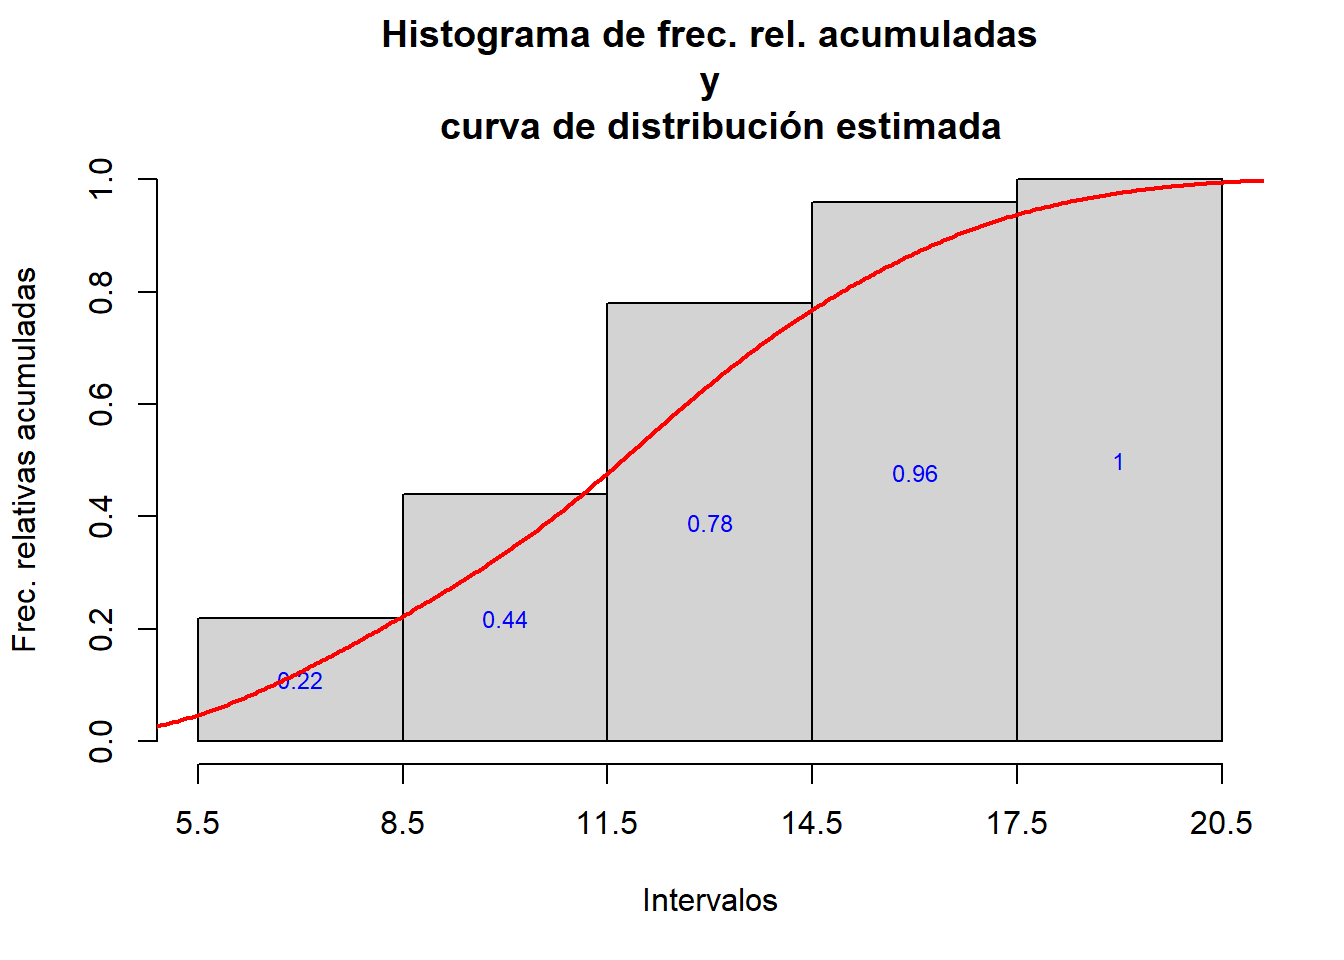 Histograma de frec. rel. acumuladas
y
curva de distribución estimada
Frec. relativas acumuladas
1.0
0.8
0.6
0.4
0.2
0.0
0.22
0.44
0.78
0.96
1
5.5 8.5 11.5 14.5 17.5 20.5
Intervalos